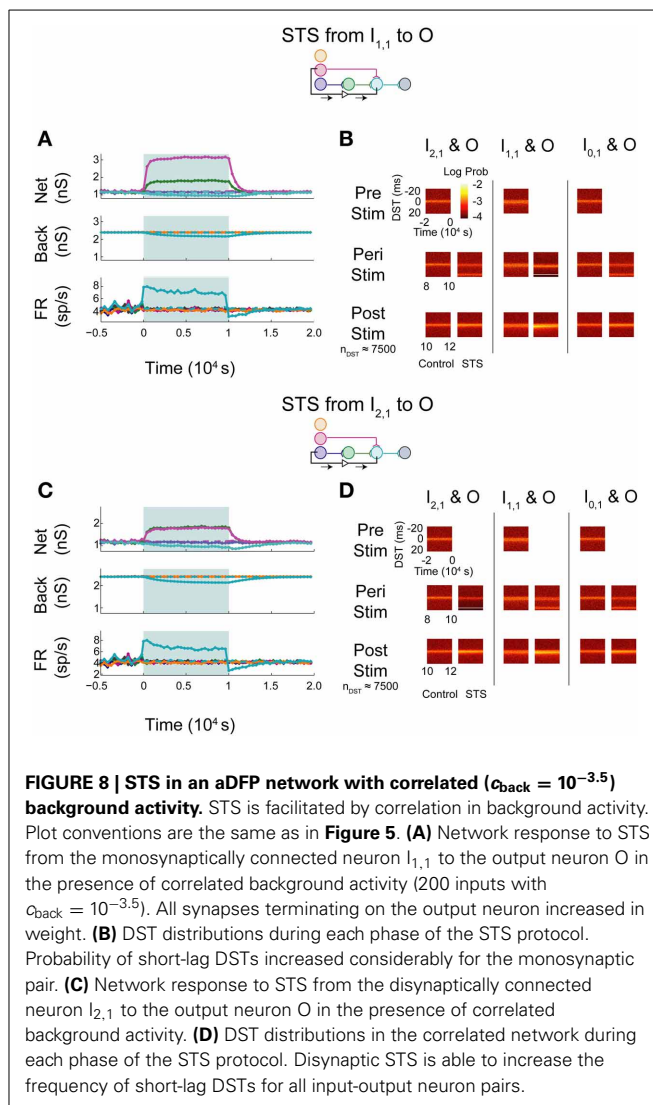 STS from I1,1 to O
A
Net (nS)
3
2
1
Back (nS)
3
2
1
FR (sp/s)
8
6
4
−0.5 0 0.5 1 1.5 2.0
Time (10⁴ s)
B
I2,1 & O I1,1 & O I0,1 & O
Pre Stim
DST (ms)
-20
0
20
Log Prob
-2
-3
-4
-2 0
Time (10⁴ s)
Peri Stim
8 10
Post Stim
nDST ≈ 7500
10 12
Control STS
STS from I2,1 to O
C
Net (nS)
2
1
Back (nS)
2
1
FR (sp/s)
8
6
4
2
−0.5 0 0.5 1 1.5 2.0
Time (10⁴ s)
D
I2,1 & O I1,1 & O I0,1 & O
Pre Stim
DST (ms)
-20
0
20
-2 0
Time (10⁴ s)
Peri Stim
8 10
Post Stim
nDST ≈ 7500
10 12
Control STS
FIGURE 8 | STS in an aDFP network with correlated (cback = 10−3.5)
background activity. STS is facilitated by correlation in background activity.
Plot conventions are the same as in Figure 5. (A) Network response to STS
from the monosynaptically connected neuron I1,1 to the output neuron O in
the presence of correlated background activity (200 inputs with
cback = 10−3.5). All synapses terminating on the output neuron increased in
weight. (B) DST distributions during each phase of the STS protocol.
Probability of short-lag DSTs increased considerably for the monosynaptic
pair. (C) Network response to STS from the disynaptically connected
neuron I2,1 to the output neuron O in the presence of correlated
background activity. (D) DST distributions in the correlated network during
each phase of the STS protocol. Disynaptic STS is able to increase the
frequency of short-lag DSTs for all input-output neuron pairs.